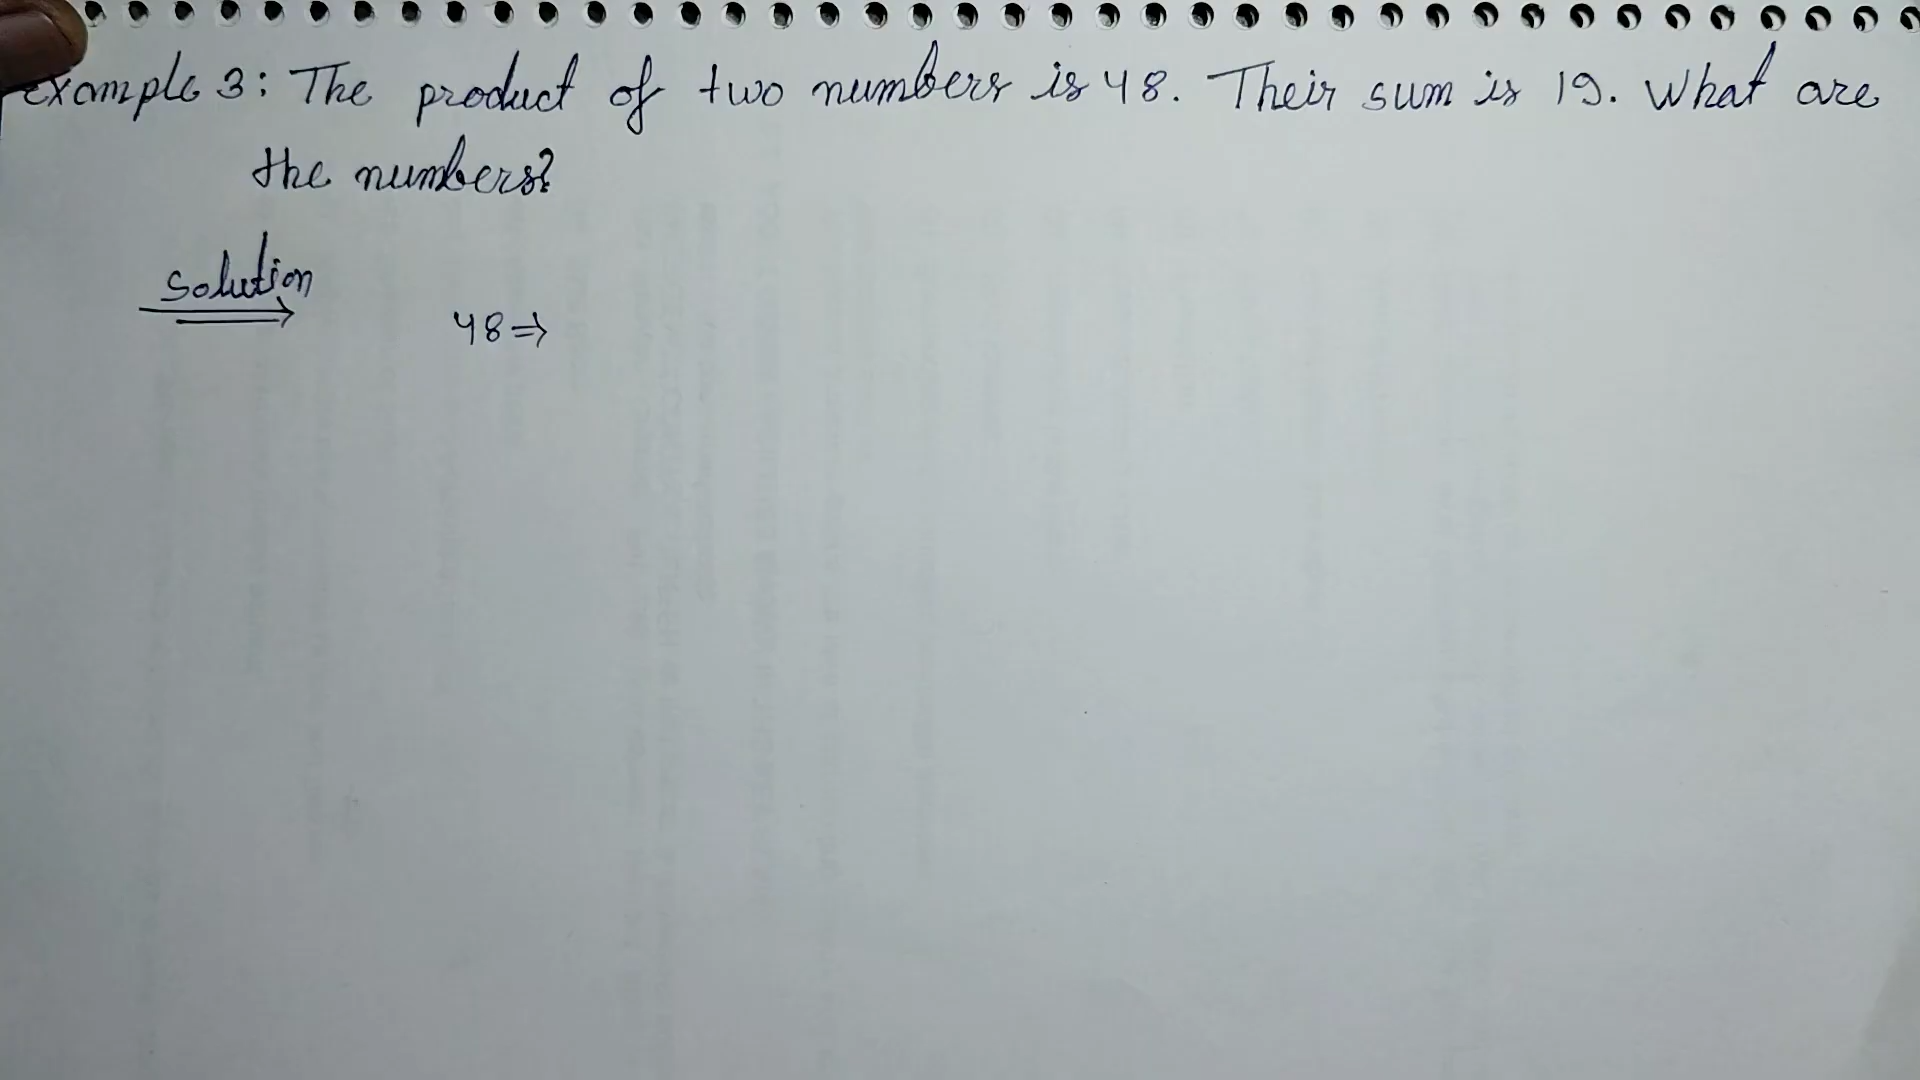 Example 3: The product of two numbers is 48. Their sum is 19. What are
the numbers?
Solution
48⇒